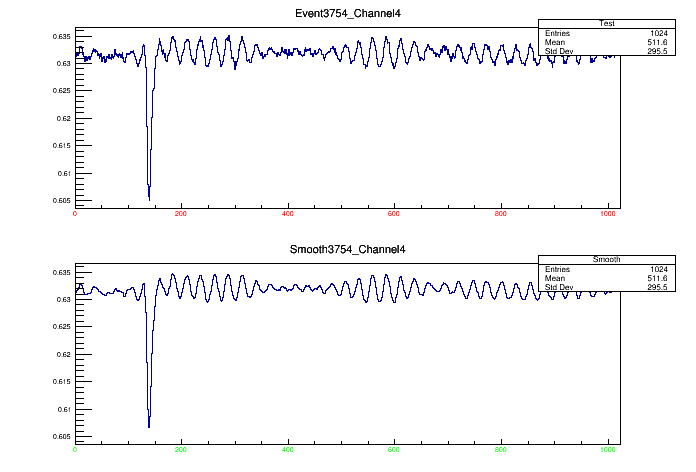 Event3754_Channel4
Test
Entries 1024
Mean 511.6
Std Dev 295.5
0.635
0.63
0.625
0.62
0.615
0.61
0.605
0 200 400 600 800 1000
Smooth3754_Channel4
Smooth
Entries 1024
Mean 511.6
Std Dev 295.5
0.635
0.63
0.625
0.62
0.615
0.61
0.605
0 200 400 600 800 1000